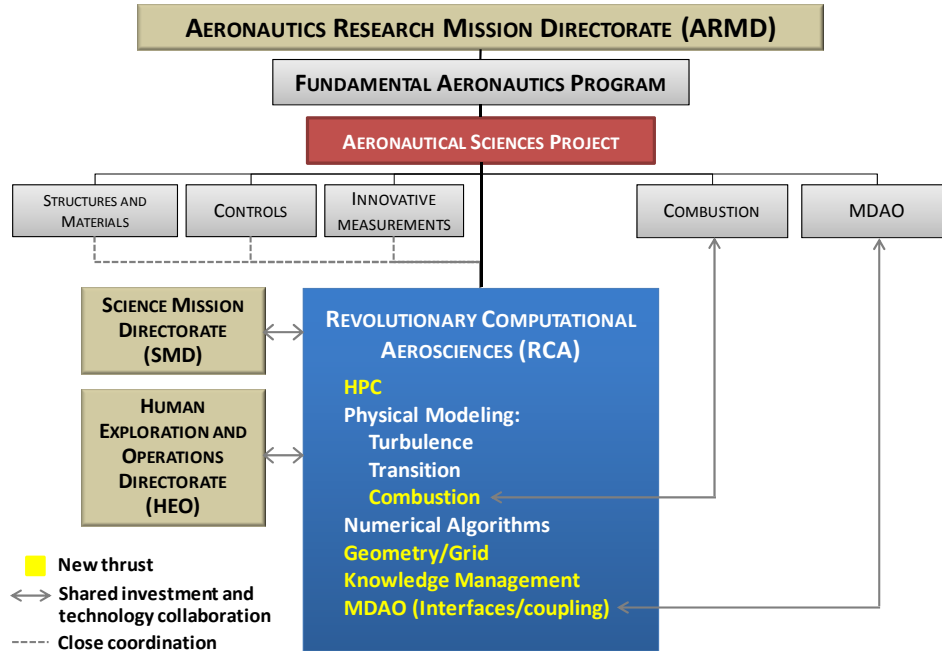 AERONAUTICS RESEARCH MISSION DIRECTORATE (ARMD)
FUNDAMENTAL AERONAUTICS PROGRAM
AERONAUTICAL SCIENCES PROJECT
STRUCTURES AND
MATERIALS
CONTROLS
INNOVATIVE
MEASUREMENTS
COMBUSTION
MDAO
SCIENCE MISSION
DIRECTORATE
(SMD)
HUMAN
EXPLORATION AND
OPERATIONS
DIRECTORATE
(HEO)
REVOLUTIONARY COMPUTATIONAL
AEROSCIENCES (RCA)
HPC
Physical Modeling:
Turbulence
Transition
Combustion
Numerical Algorithms
Geometry/Grid
Knowledge Management
MDAO (Interfaces/coupling)
New thrust
Shared investment and
technology collaboration
Close coordination